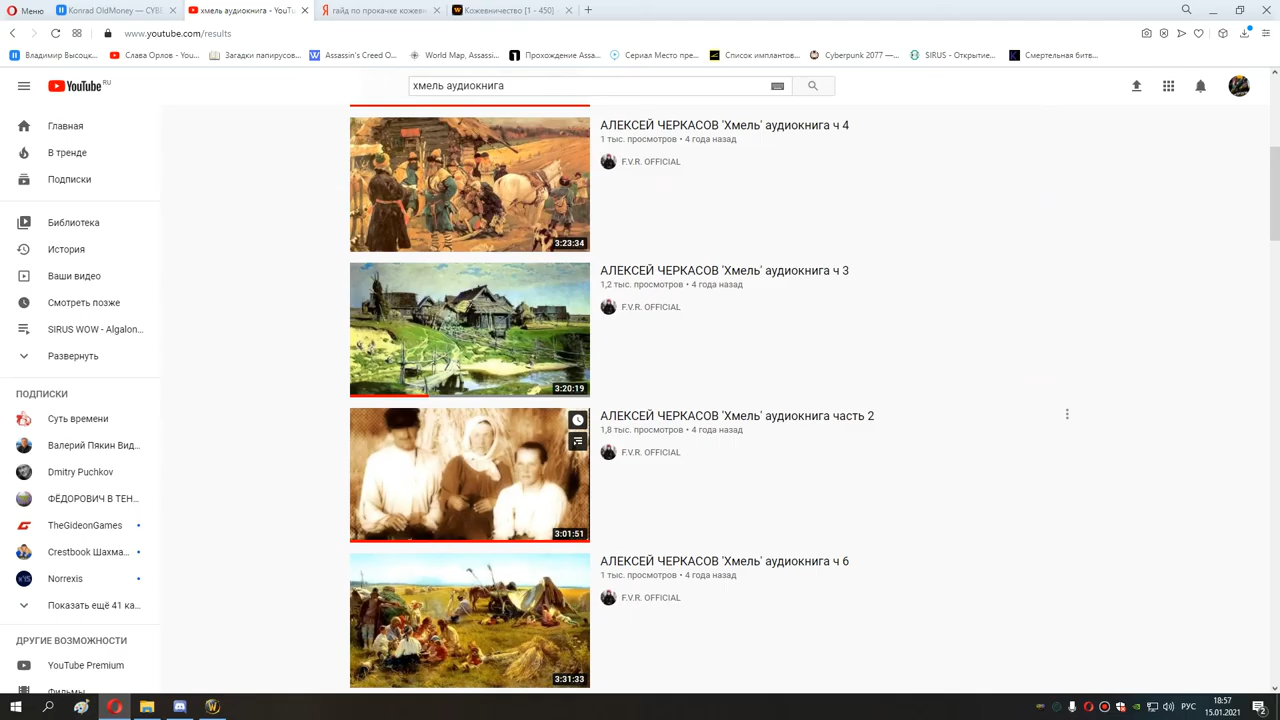 Меню
Konrad OldMoney — CYBE
хмель аудиокнига - YouTu
гайд по прокачке кожевн
Кожевничество [1 - 450] -
www.youtube.com/results
Владимир Высоцк...
Слава Орлов - You...
Загадки папирусов...
Assassin's Creed O...
World Map, Assassi...
Прохождение Assa...
Сериал Место пре...
Список имплантов...
Cyberpunk 2077 —...
SIRUS - Открытие...
Смертельная битв...
YouTube RU
хмель аудиокнига
Главная
В тренде
Подписки
Библиотека
История
Ваши видео
Смотреть позже
SIRUS WOW - Algalon...
Развернуть
ПОДПИСКИ
Суть времени
Валерий Пякин Вид...
Dmitry Puchkov
ФЁДОРОВИЧ В ТЕН...
TheGideonGames
Crestbook Шахма...
Norrexis
Показать ещё 41 ка...
ДРУГИЕ ВОЗМОЖНОСТИ
YouTube Premium
Фильмы
АЛЕКСЕЙ ЧЕРКАСОВ 'Хмель' аудиокнига ч 4
1 тыс. просмотров • 4 года назад
F.V.R. OFFICIAL
3:23:34
АЛЕКСЕЙ ЧЕРКАСОВ 'Хмель' аудиокнига ч 3
1,2 тыс. просмотров • 4 года назад
F.V.R. OFFICIAL
3:20:19
АЛЕКСЕЙ ЧЕРКАСОВ 'Хмель' аудиокнига часть 2
1,8 тыс. просмотров • 4 года назад
F.V.R. OFFICIAL
3:01:51
АЛЕКСЕЙ ЧЕРКАСОВ 'Хмель' аудиокнига ч 6
1 тыс. просмотров • 4 года назад
F.V.R. OFFICIAL
3:31:33
РУС
18:57
15.01.2021
2